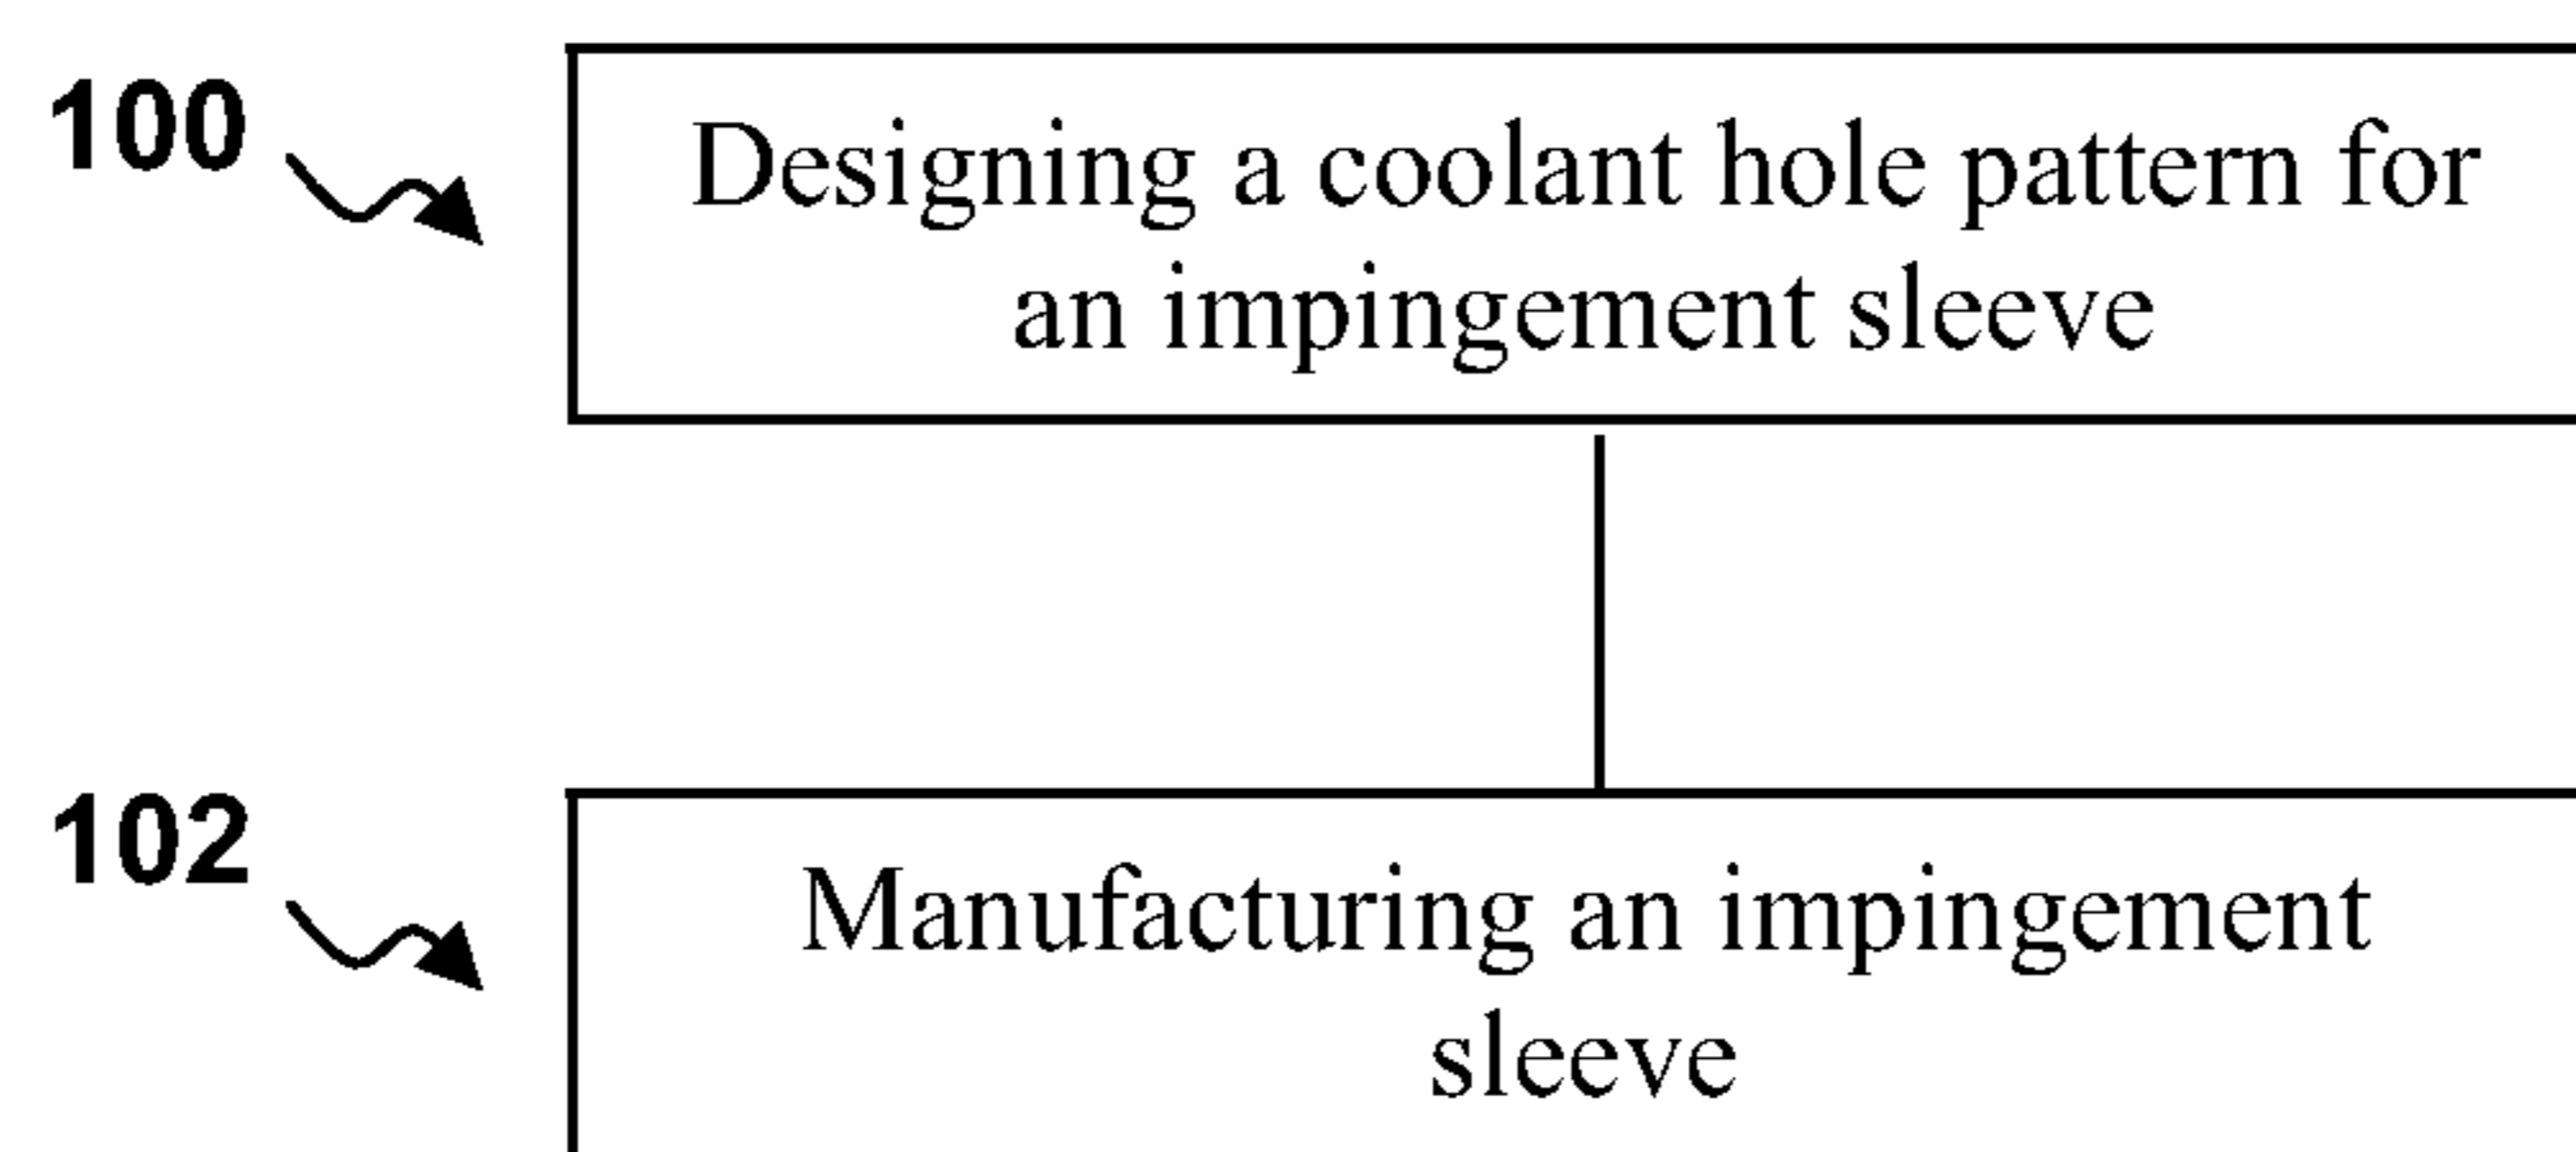 100
Designing a coolant hole pattern for
an impingement sleeve
102
Manufacturing an impingement
sleeve